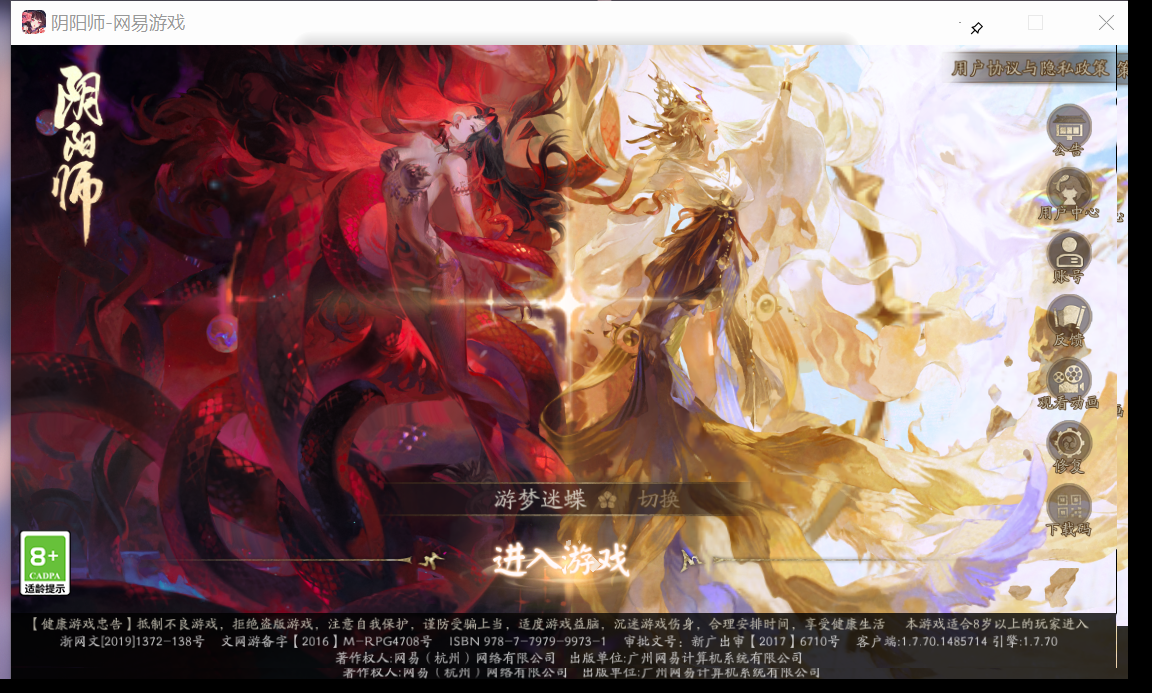 阴阳师-网易游戏
用户协议与隐私政策
阴阳师
公告
用户中心
账号
反馈
观看动画
修复
下载码
游梦迷蝶 切换
进入游戏
8+
CADPA
适龄提示
【健康游戏忠告】抵制不良游戏，拒绝盗版游戏，注意自我保护，谨防受骗上当，适度游戏益脑，沉迷游戏伤身，合理安排时间，享受健康生活 本游戏适合8岁以上的玩家进入
浙网文[2019]1372-138号 文网游备字【2016】M-RPG4708号 ISBN 978-7-7979-9973-1 审批文号：新广出审【2017】6710号 客户端:1.7.70.1485714 引擎:1.7.70
著作权人:网易（杭州）网络有限公司 出版单位:广州网易计算机系统有限公司
著作权人:网易（杭州）网络有限公司 出版单位:广州网易计算机系统有限公司